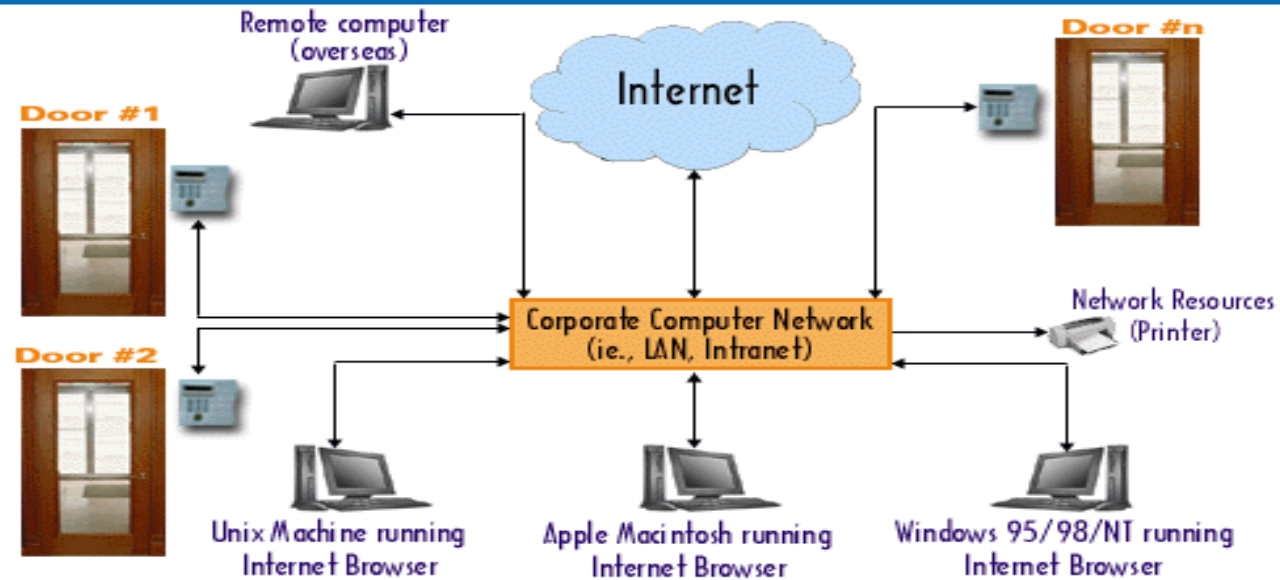 Remote computer
(overseas)
Internet
Door #n
Door #1
Corporate Computer Network
(ie., LAN, Intranet)
Network Resources
(Printer)
Door #2
Unix Machine running
Internet Browser
Apple Macintosh running
Internet Browser
Windows 95/98/NT running
Internet Browser